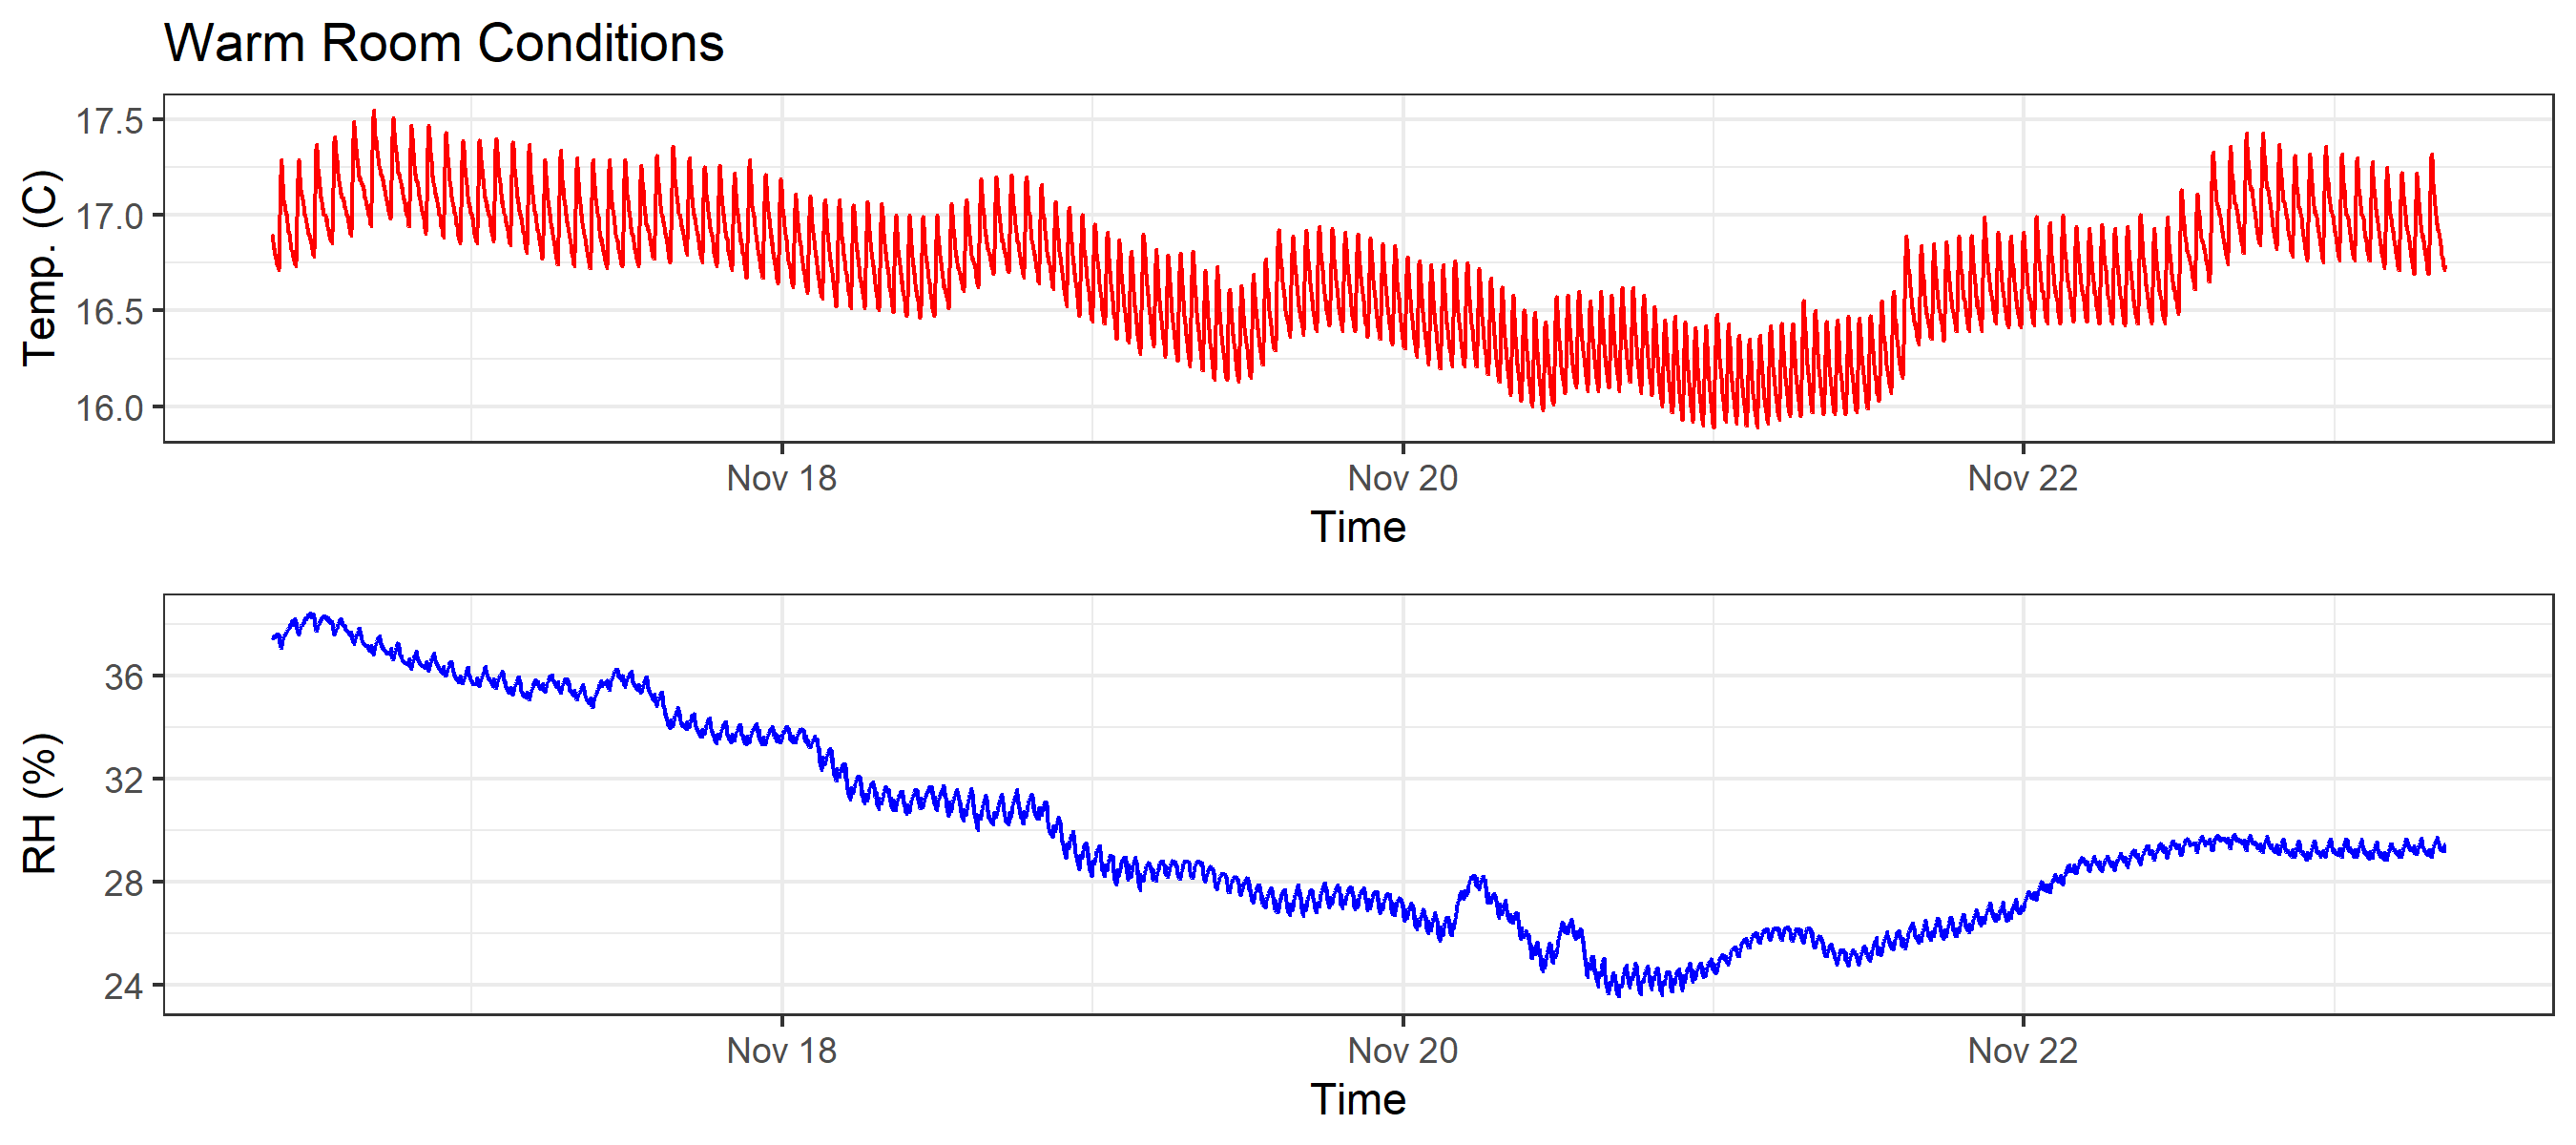 Warm Room Conditions
Temp. (C)
17.5
17.0
16.5
16.0
Nov 18 Nov 20 Nov 22
Time
RH (%)
36
32
28
24
Nov 18 Nov 20 Nov 22
Time